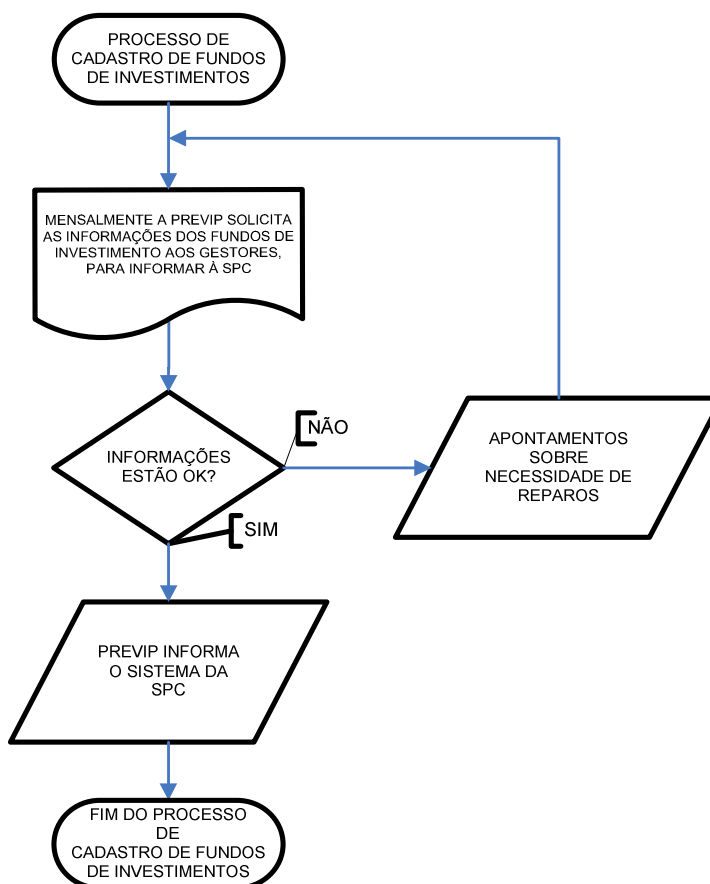 PROCESSO DE
CADASTRO DE FUNDOS
DE INVESTIMENTOS
MENSALMENTE A PREVIP SOLICITA
AS INFORMAÇÕES DOS FUNDOS DE
INVESTIMENTO AOS GESTORES,
PARA INFORMAR À SPC
INFORMAÇÕES
ESTÃO OK?
NÃO
APONTAMENTOS
SOBRE
NECESSIDADE DE
REPAROS
SIM
PREVIP INFORMA
O SISTEMA DA
SPC
FIM DO PROCESSO
DE
CADASTRO DE FUNDOS
DE INVESTIMENTOS